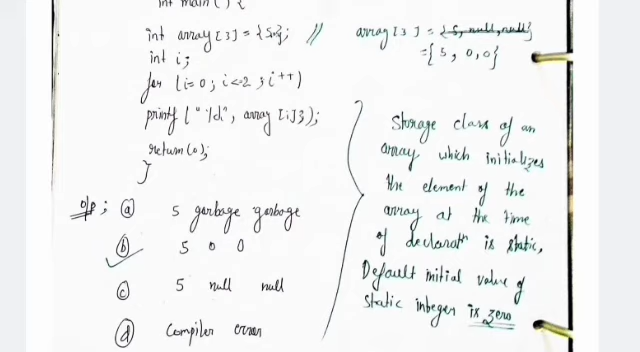 int main() {
int array[3] = {5}; // array[3] = {5, null, null}
= {5, 0, 0}
int i;
for (i=0; i<=2; i++)
printf("%d", array[i]);
return(0);
}
o/p; (a) 5 garbage garbage
(b) 5 0 0
(c) 5 null null
(d) Compiler error
Storage class of an
array which initializes
the element of the
array at the time
of declaratn is static,
Default initial value of
static integer is zero